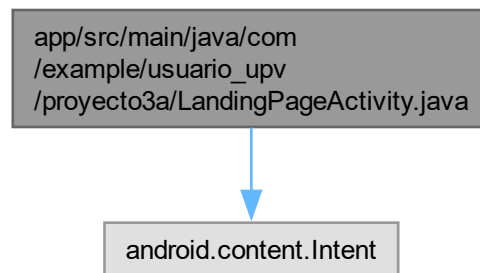 app/src/main/java/com
/example/usuario_upv
/proyecto3a/LandingPageActivity.java
android.content.Intent